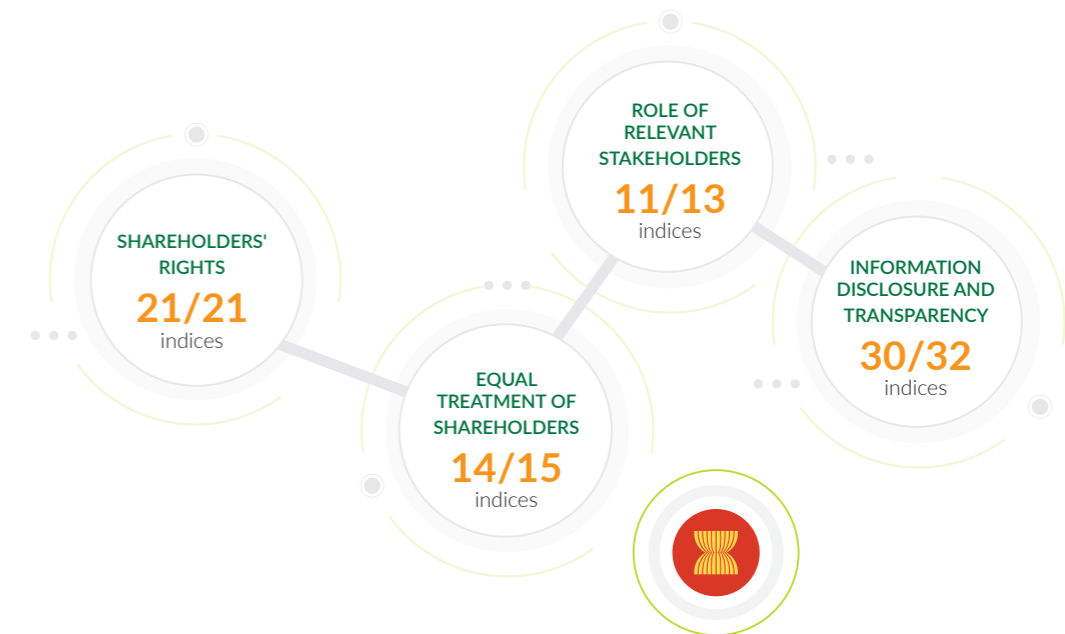 SHAREHOLDERS'
RIGHTS
21/21
indices
EQUAL
TREATMENT OF
SHAREHOLDERS
14/15
indices
ROLE OF
RELEVANT
STAKEHOLDERS
11/13
indices
INFORMATION
DISCLOSURE AND
TRANSPARENCY
30/32
indices